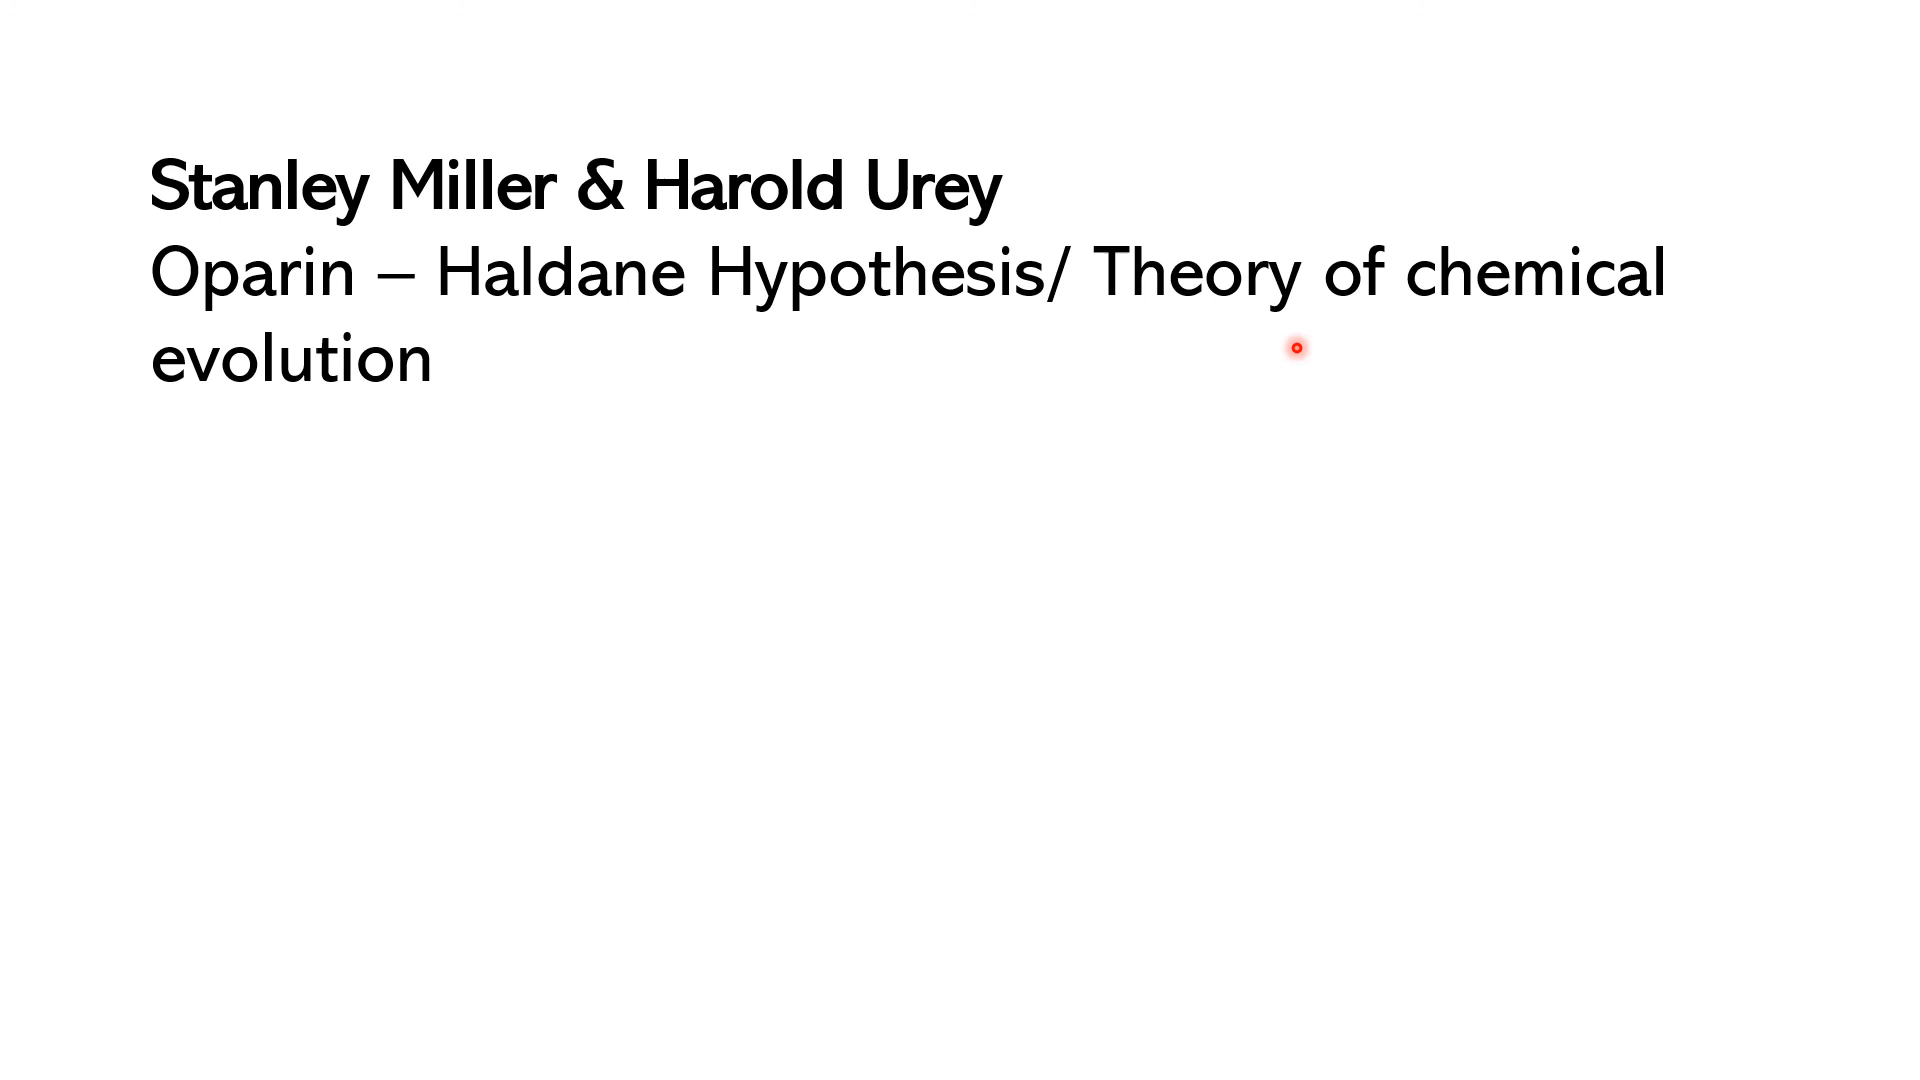 Stanley Miller & Harold Urey
Oparin – Haldane Hypothesis/ Theory of chemical
evolution